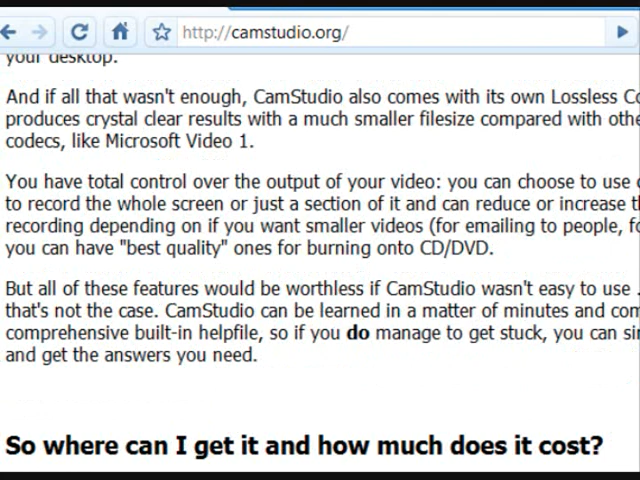 http://camstudio.org/
your desktop.
And if all that wasn't enough, CamStudio also comes with its own Lossless
produces crystal clear results with a much smaller filesize compared with
codecs, like Microsoft Video 1.
You have total control over the output of your video: you can choose to use
to record the whole screen or just a section of it and can reduce or increase
recording depending on if you want smaller videos (for emailing to people,
you can have "best quality" ones for burning onto CD/DVD.
But all of these features would be worthless if CamStudio wasn't easy to use .
that's not the case. CamStudio can be learned in a matter of minutes and
comprehensive built-in helpfile, so if you do manage to get stuck, you can
and get the answers you need.
So where can I get it and how much does it cost?